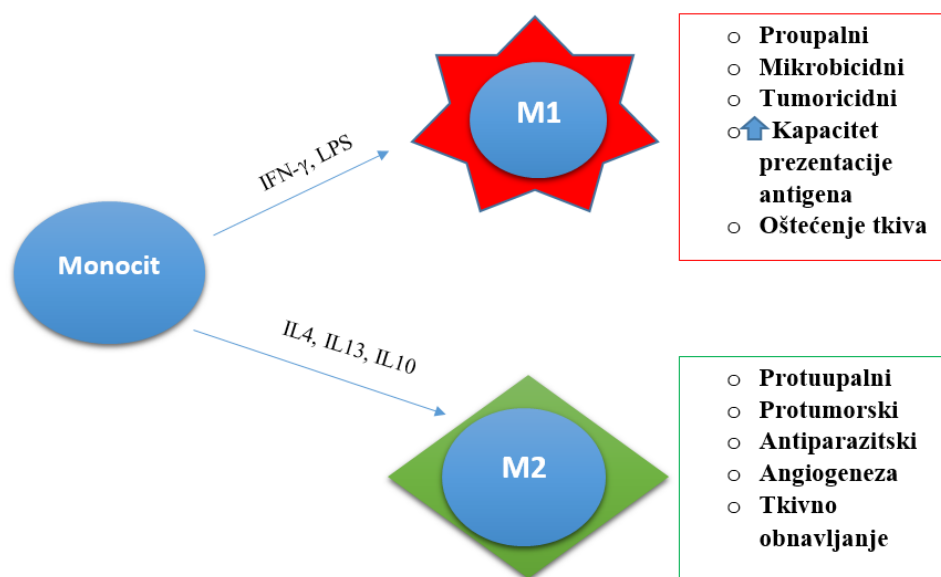 Monocit
IFN-γ, LPS
M1
Proupalni
Mikrobicidni
Tumoricidni
Kapacitet
prezentacije
antigena
Oštećenje tkiva
IL4, IL13, IL10
M2
Protuupalni
Protumorski
Antiparazitski
Angiogeneza
Tkivno
obnavljanje